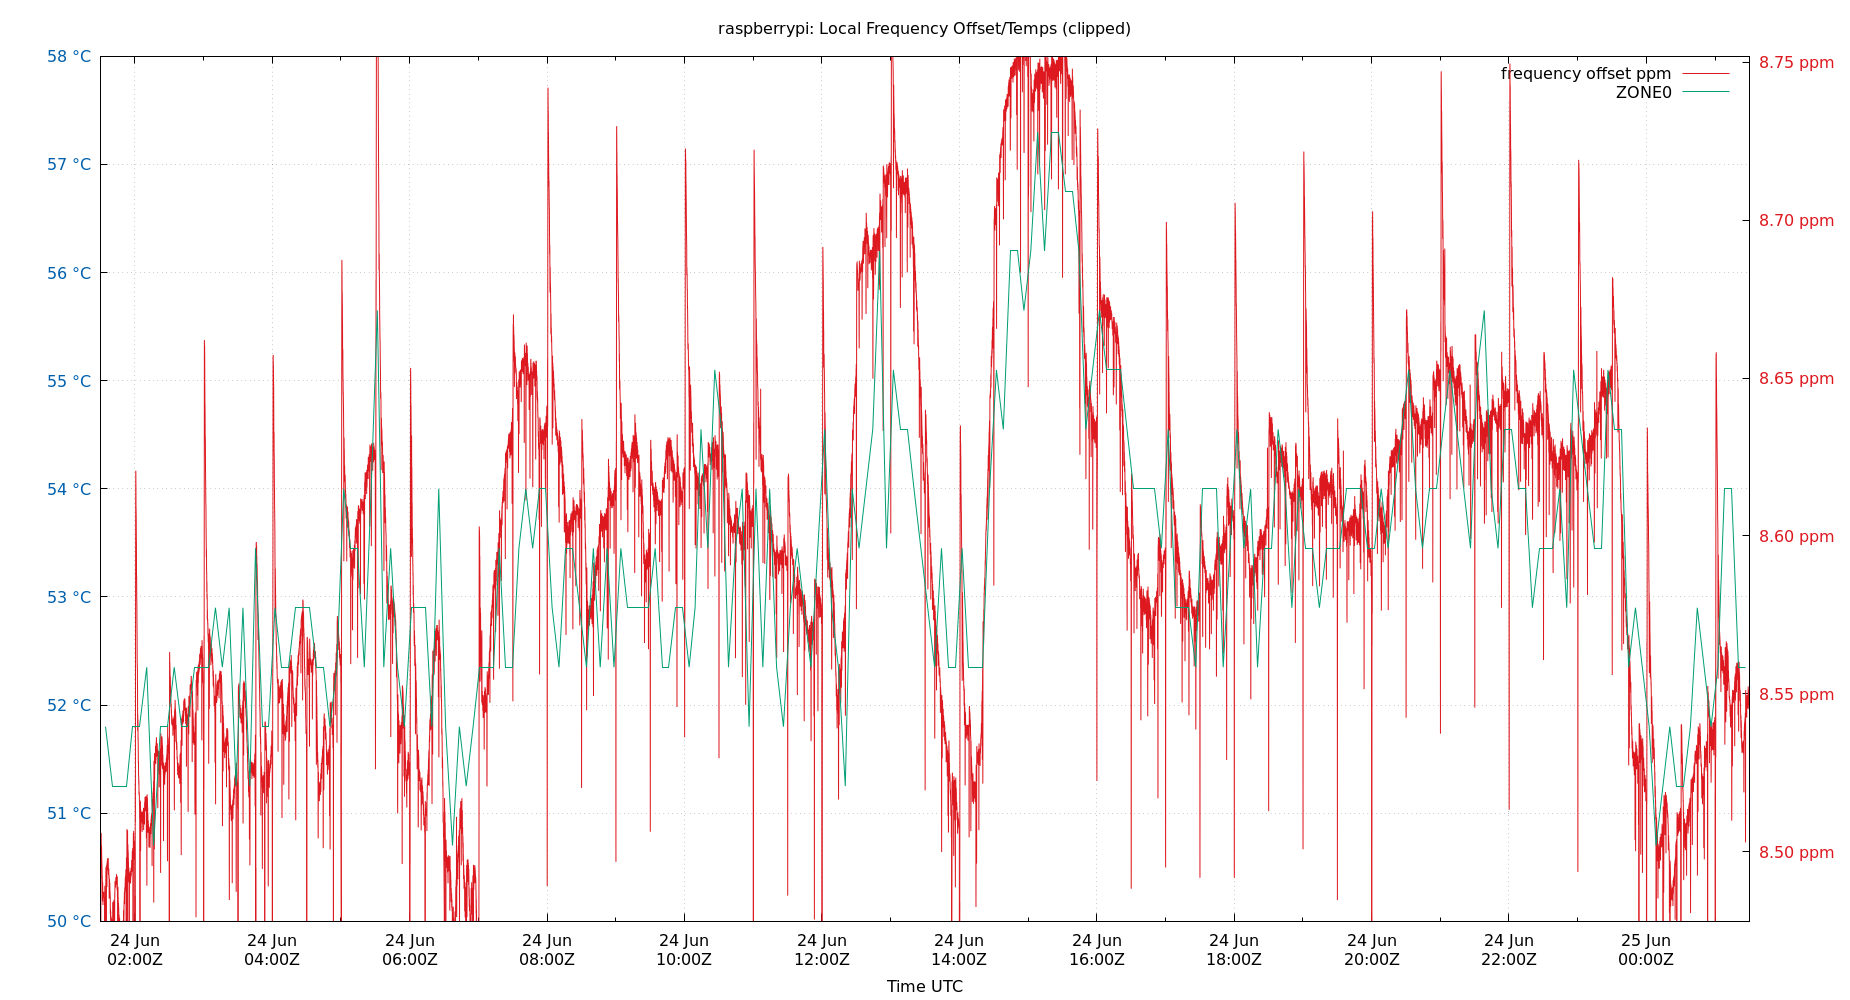 raspberrypi: Local Frequency Offset/Temps (clipped)
58 °C
57 °C
56 °C
55 °C
54 °C
53 °C
52 °C
51 °C
50 °C
8.75 ppm
8.70 ppm
8.65 ppm
8.60 ppm
8.55 ppm
8.50 ppm
frequency offset ppm
ZONE0
24 Jun 24 Jun 24 Jun 24 Jun 24 Jun 24 Jun 24 Jun 24 Jun 24 Jun 24 Jun 24 Jun 25 Jun
02:00Z 04:00Z 06:00Z 08:00Z 10:00Z 12:00Z 14:00Z 16:00Z 18:00Z 20:00Z 22:00Z 00:00Z
Time UTC